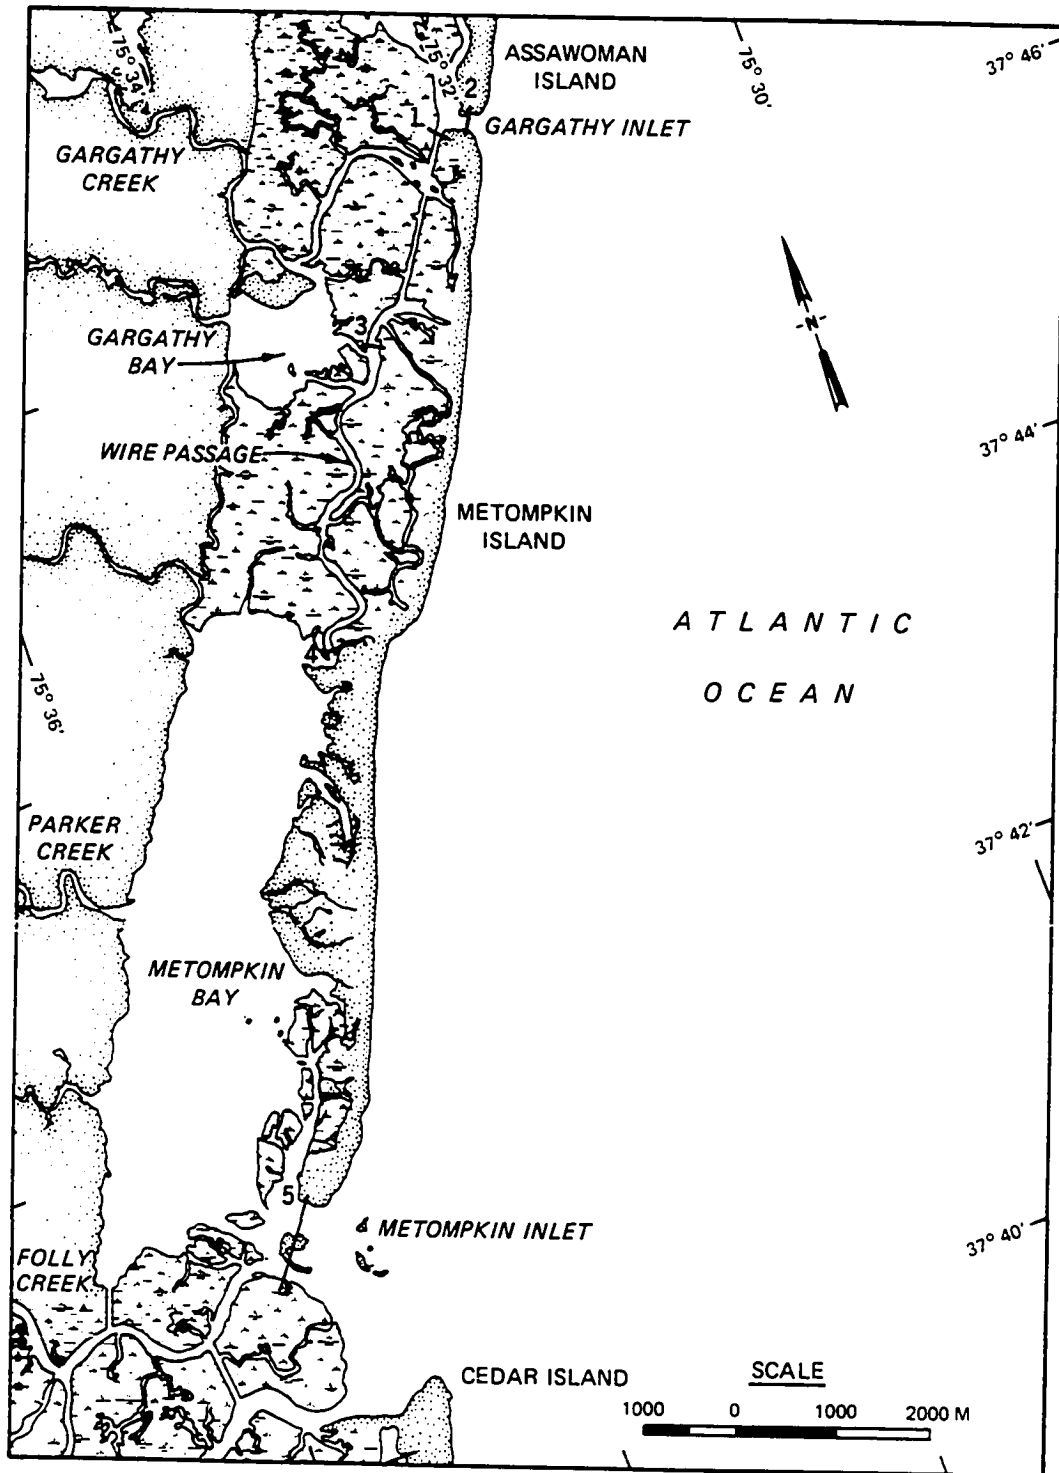 75° 34'
75° 32'
2
ASSAWOMAN
ISLAND
75° 30'
37° 46'
1
GARGATHY INLET
GARGATHY
CREEK
N
3
GARGATHY
BAY
37° 44'
WIRE PASSAGE
METOMPKIN
ISLAND
ATLANTIC
OCEAN
4
75° 36'
PARKER
CREEK
37° 42'
METOMPKIN
BAY
5
METOMPKIN INLET
37° 40'
FOLLY
CREEK
CEDAR ISLAND
SCALE
1000 0 1000 2000 M